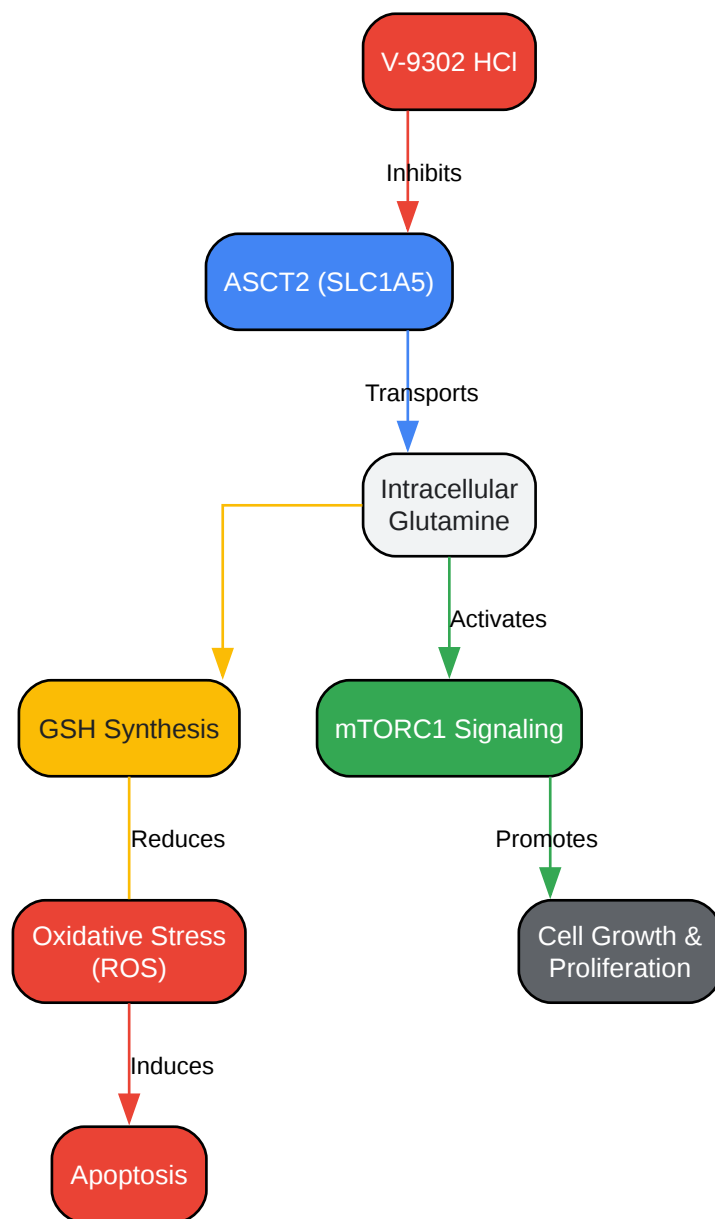 V-9302 HCl
Inhibits
ASCT2 (SLC1A5)
Transports
Intracellular
Glutamine
Activates
GSH Synthesis
mTORC1 Signaling
Reduces
Promotes
Oxidative Stress
(ROS)
Cell Growth &
Proliferation
Induces
Apoptosis